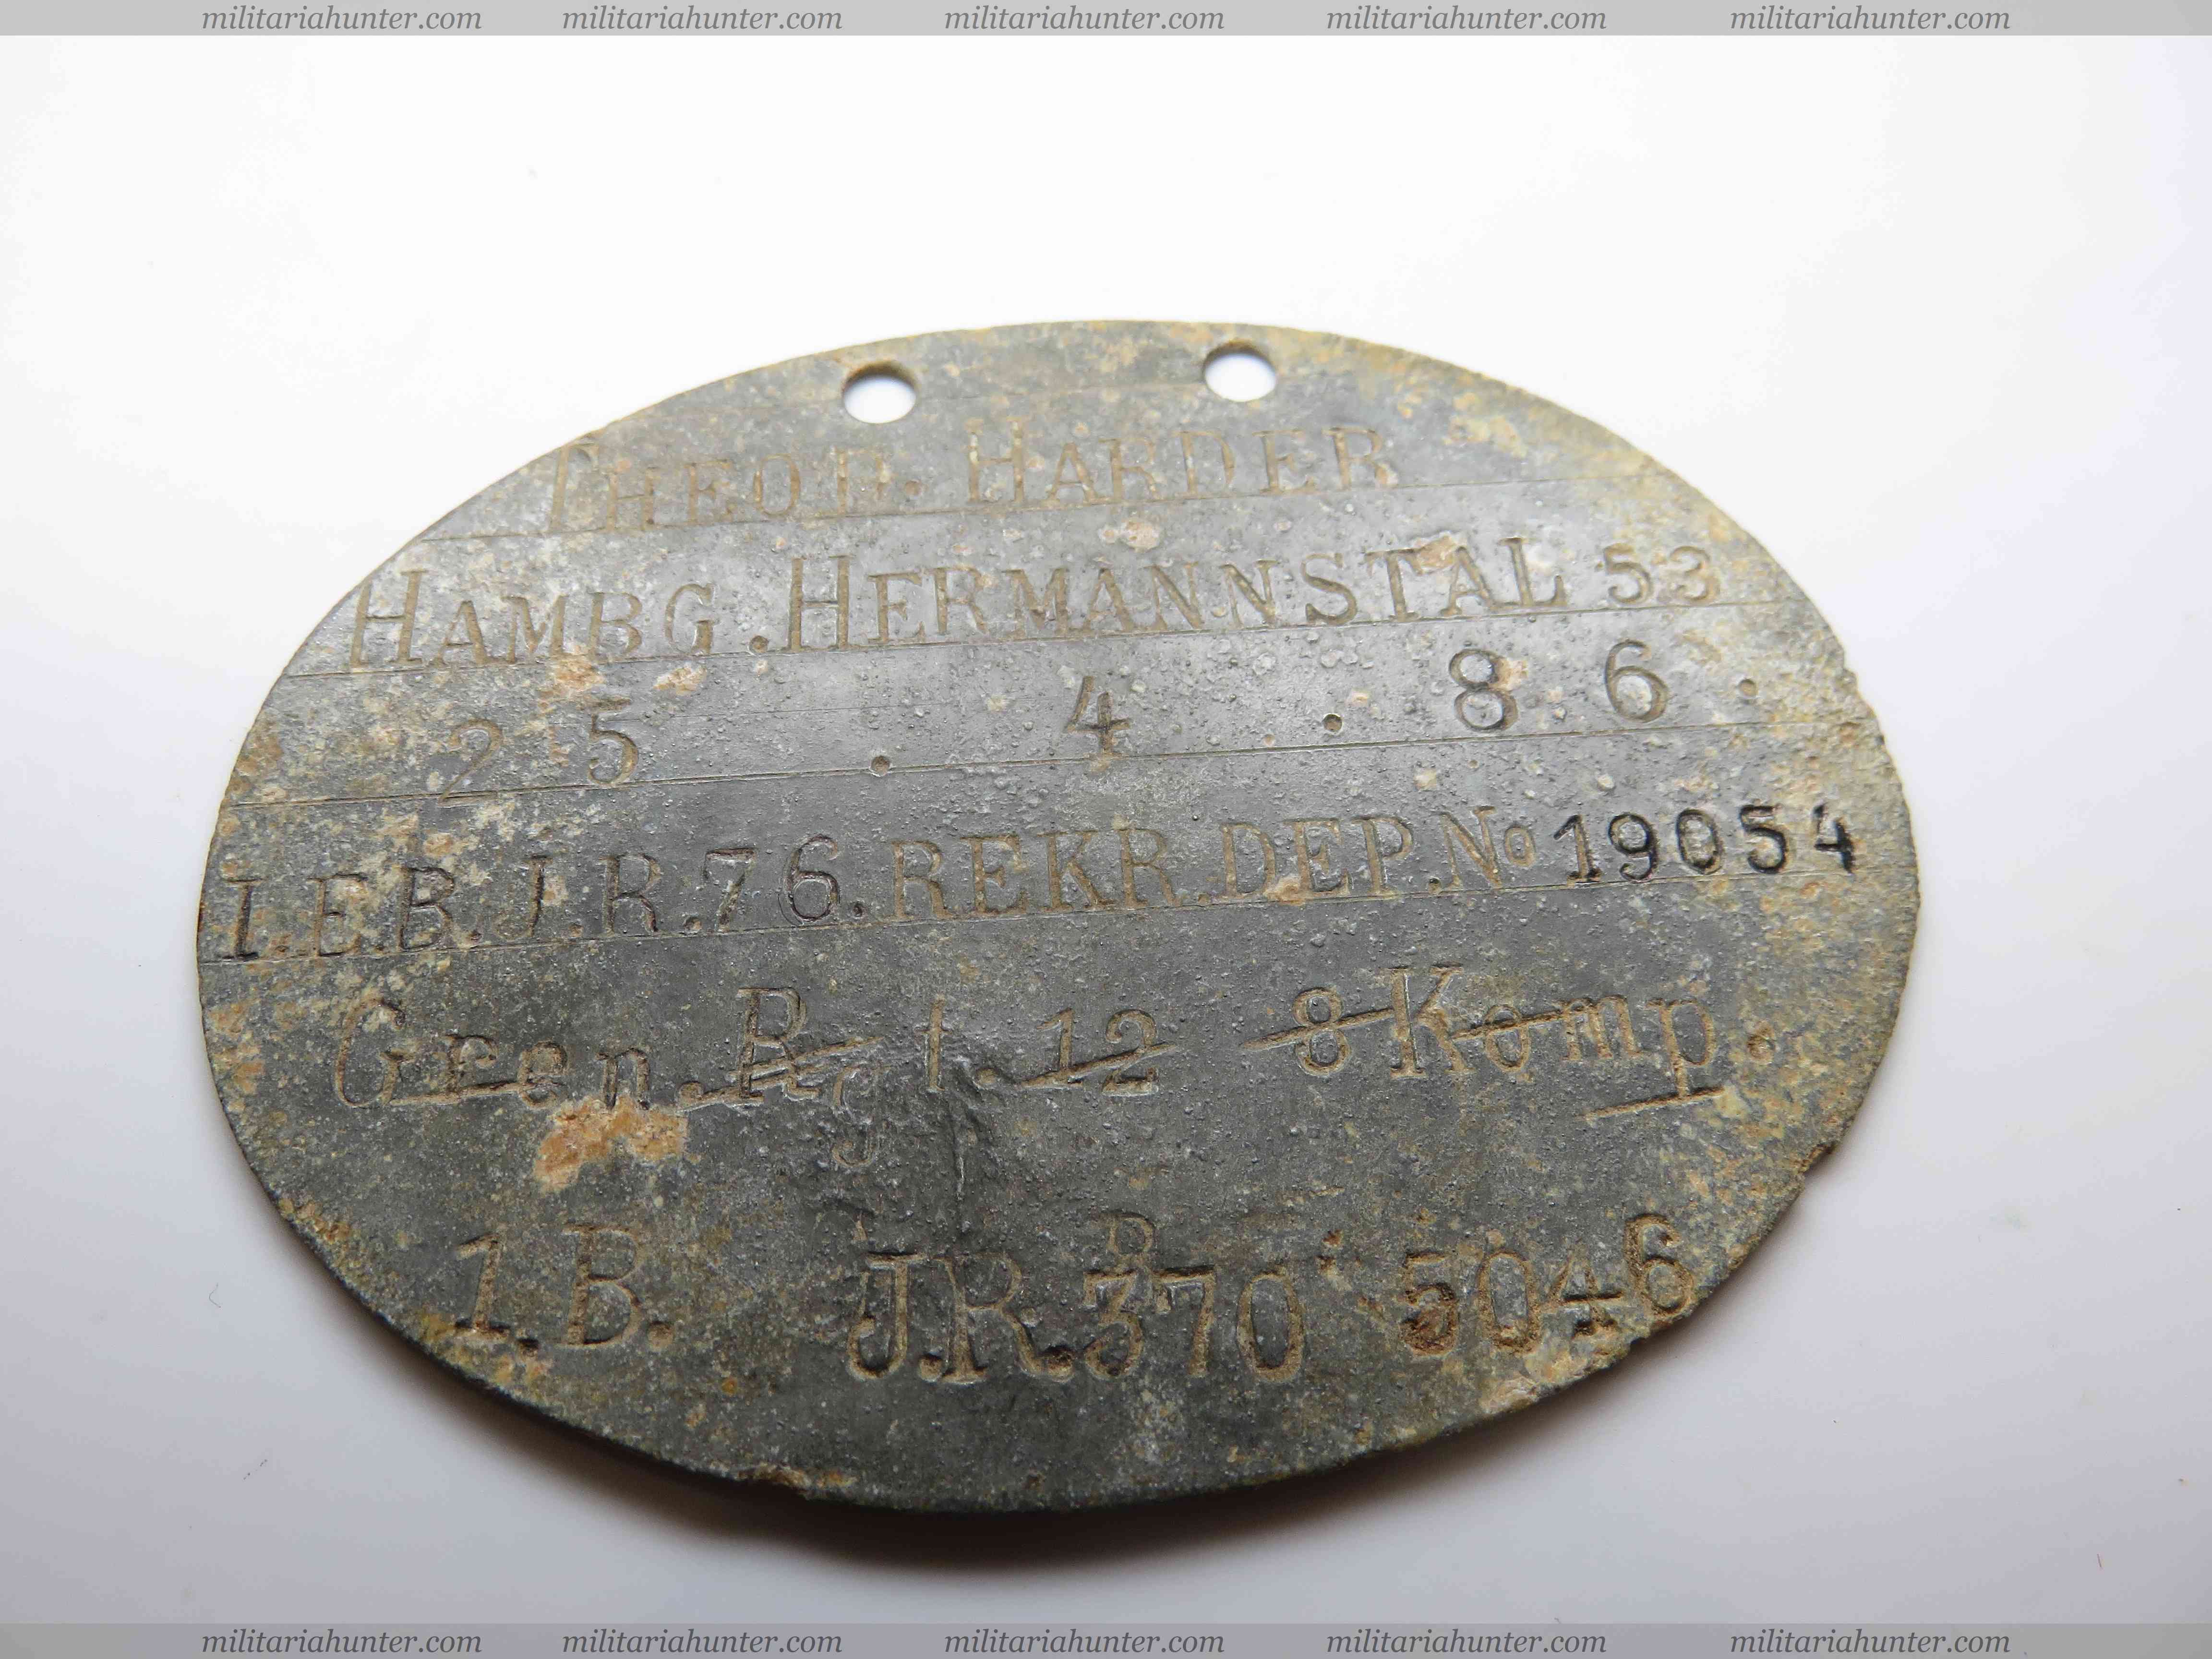 militariahunter.com militariahunter.com militariahunter.com militariahunter.com militariahunter.com
THEOD. HARDER
HAMBG. HERMANNSTAL 53
25 . 4 . 86.
I.E.B.J.R.76. REKR.DEP.No 19054
Gren. Rgt. 12 8 Komp.
1.B. J.R. 370 5046
militariahunter.com militariahunter.com militariahunter.com militariahunter.com militariahunter.com